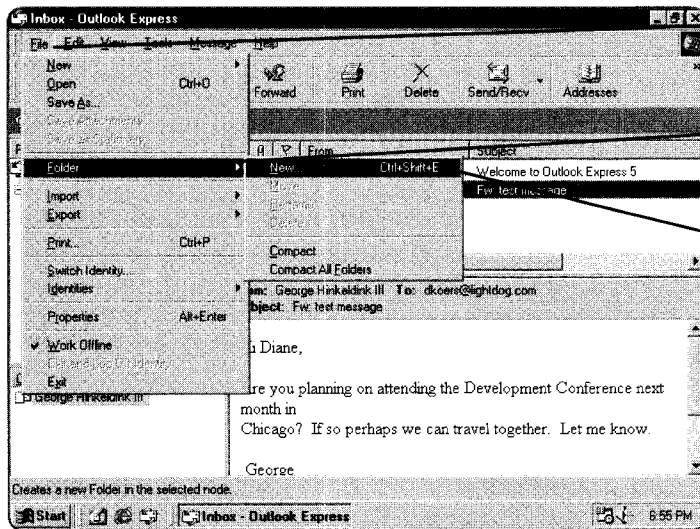 Inbox - Outlook Express
File Edit View Tools Message Help
New
Open Ctrl+O
Save As...
Folder
Import
Export
Print... Ctrl+P
Switch Identity...
Identities
Properties Alt+Enter
Work Offline
Exit
Forward Print Delete Send/Recv Addresses
From Subject
Welcome to Outlook Express 5
Fw: test message
New... Ctrl+Shift+E
Move...
Rename...
Delete
Compact
Compact All Folders
George Hinkeldink III To: dkoers@lightdog.com
Fw: test message
Diane,
are you planning on attending the Development Conference next
month in
Chicago? If so perhaps we can travel together. Let me know.
George
George Hinkeldink III
Creates a new Folder in the selected node.
Start Inbox - Outlook Express 6:55 PM